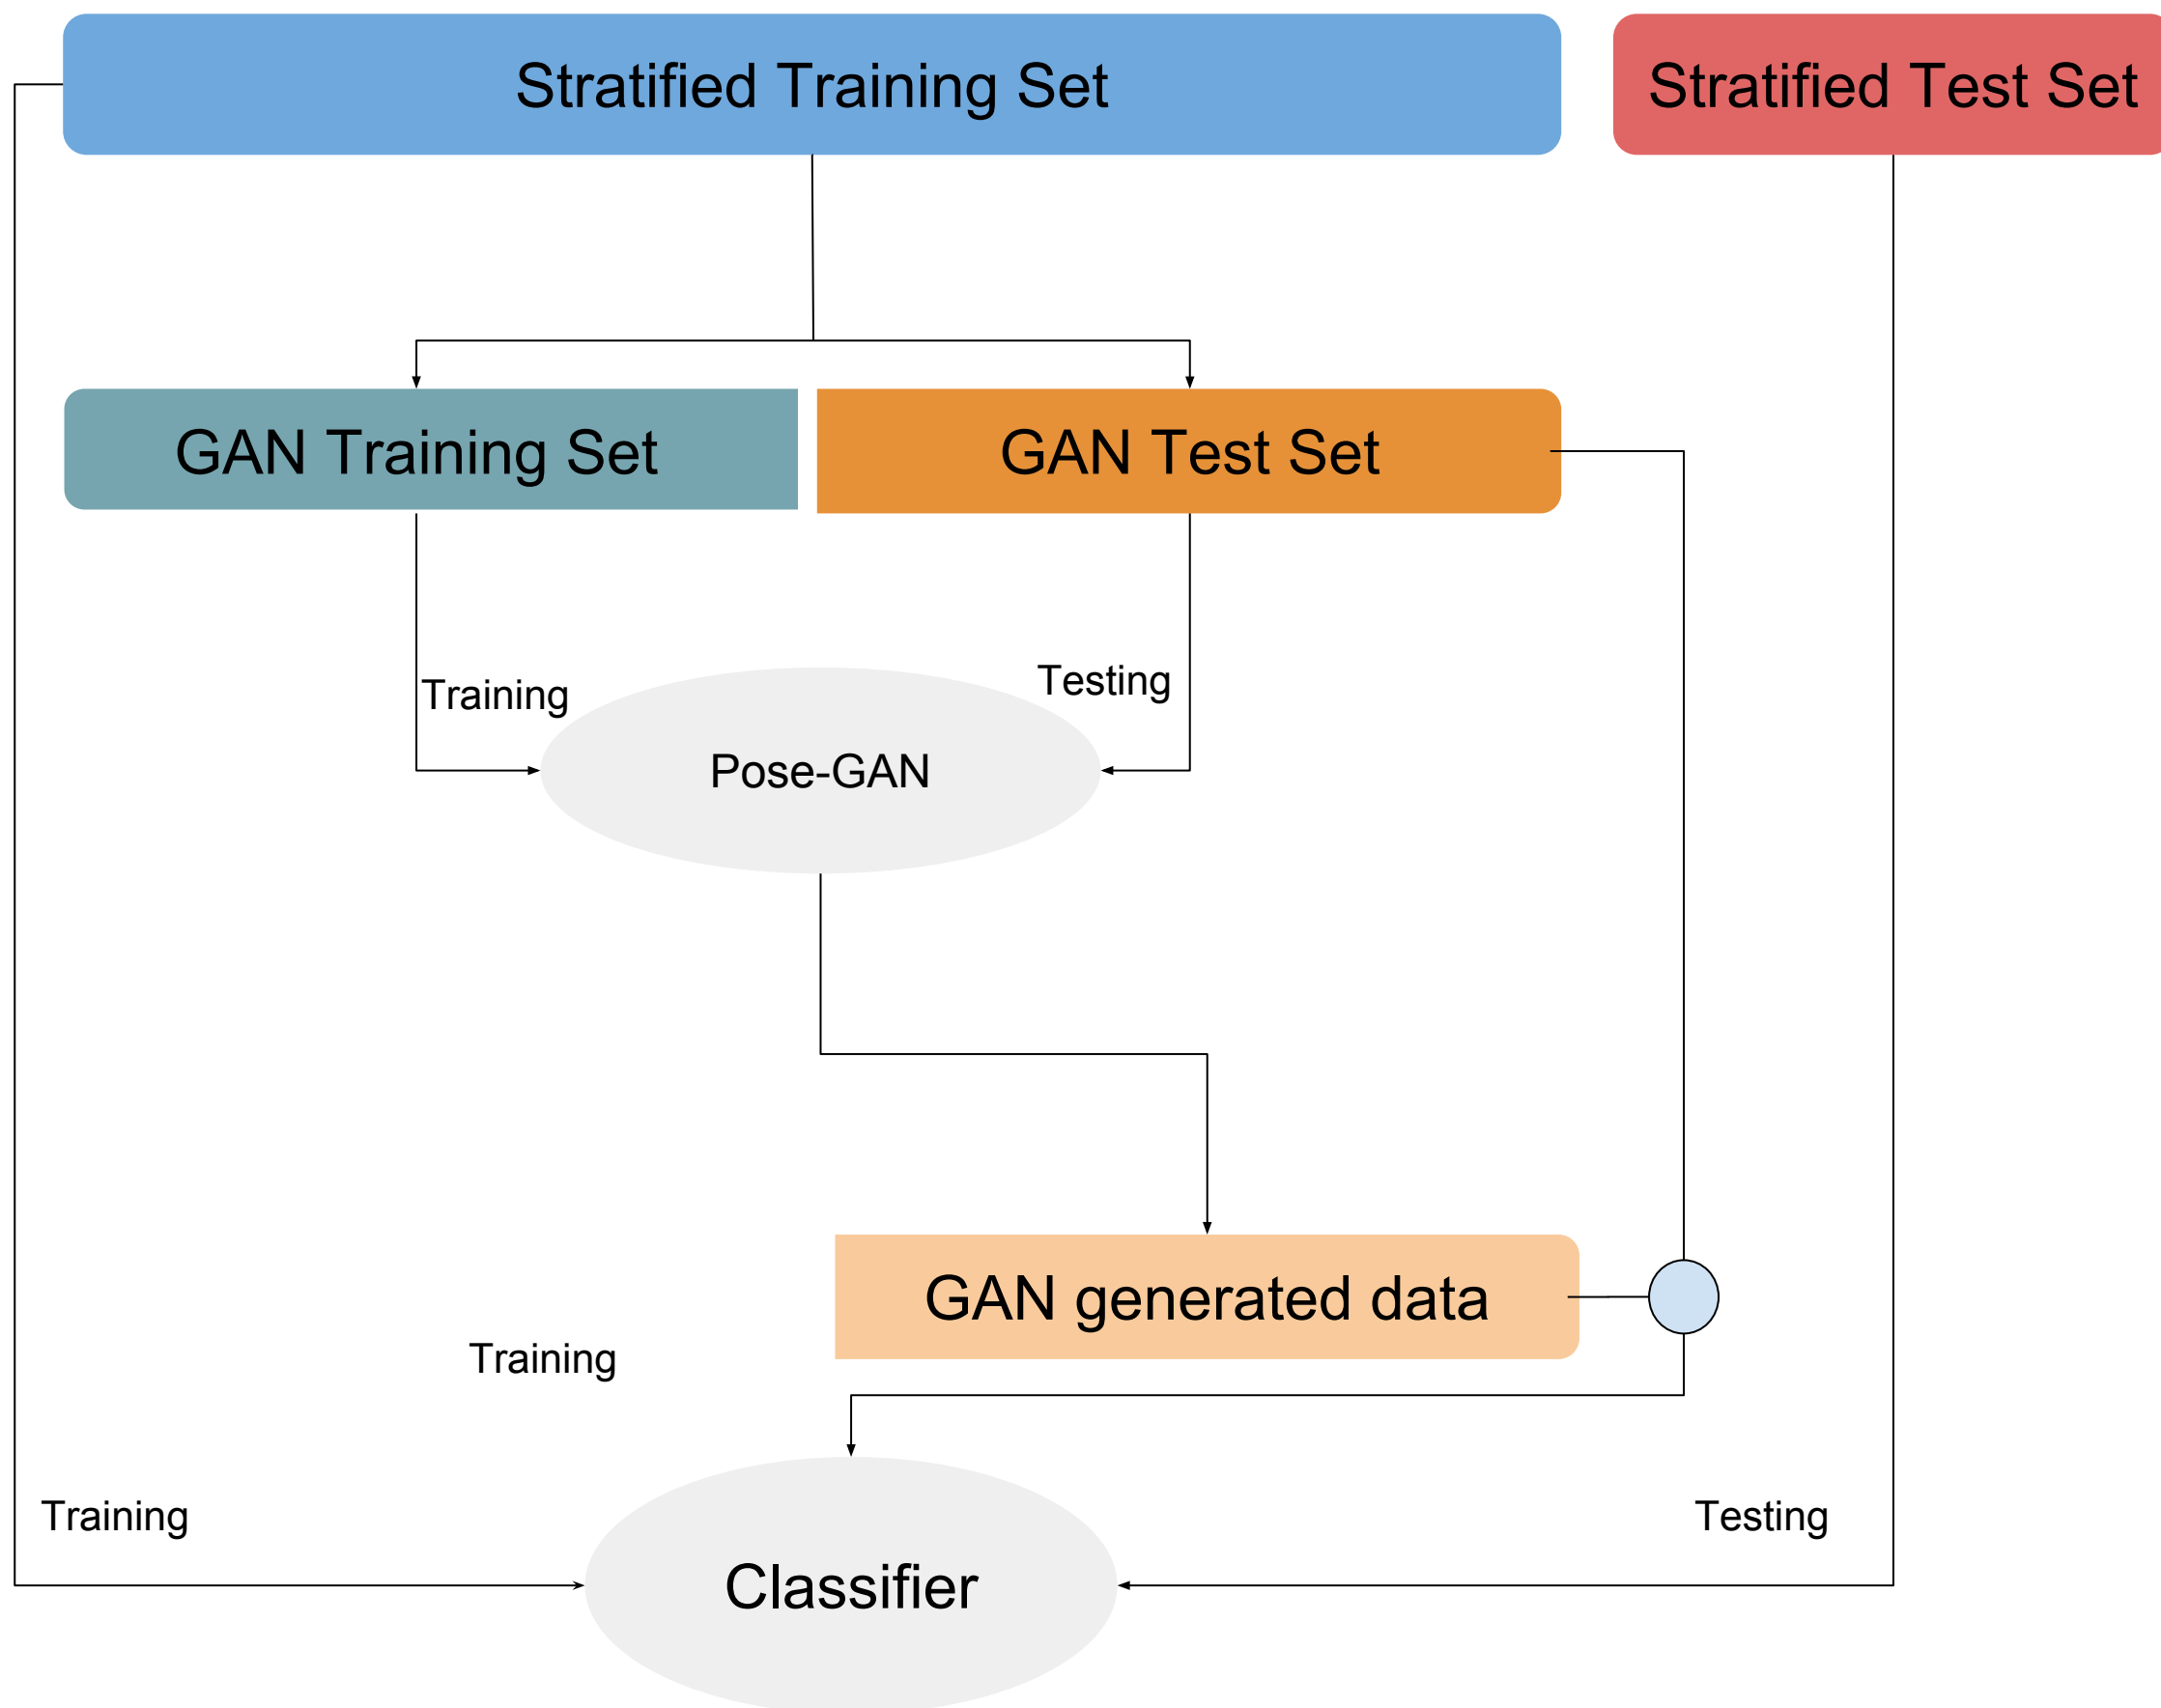 Stratified Training Set
Stratified Test Set
GAN Training Set
GAN Test Set
Training
Testing
Pose-GAN
GAN generated data
Training
Training
Testing
Classifier